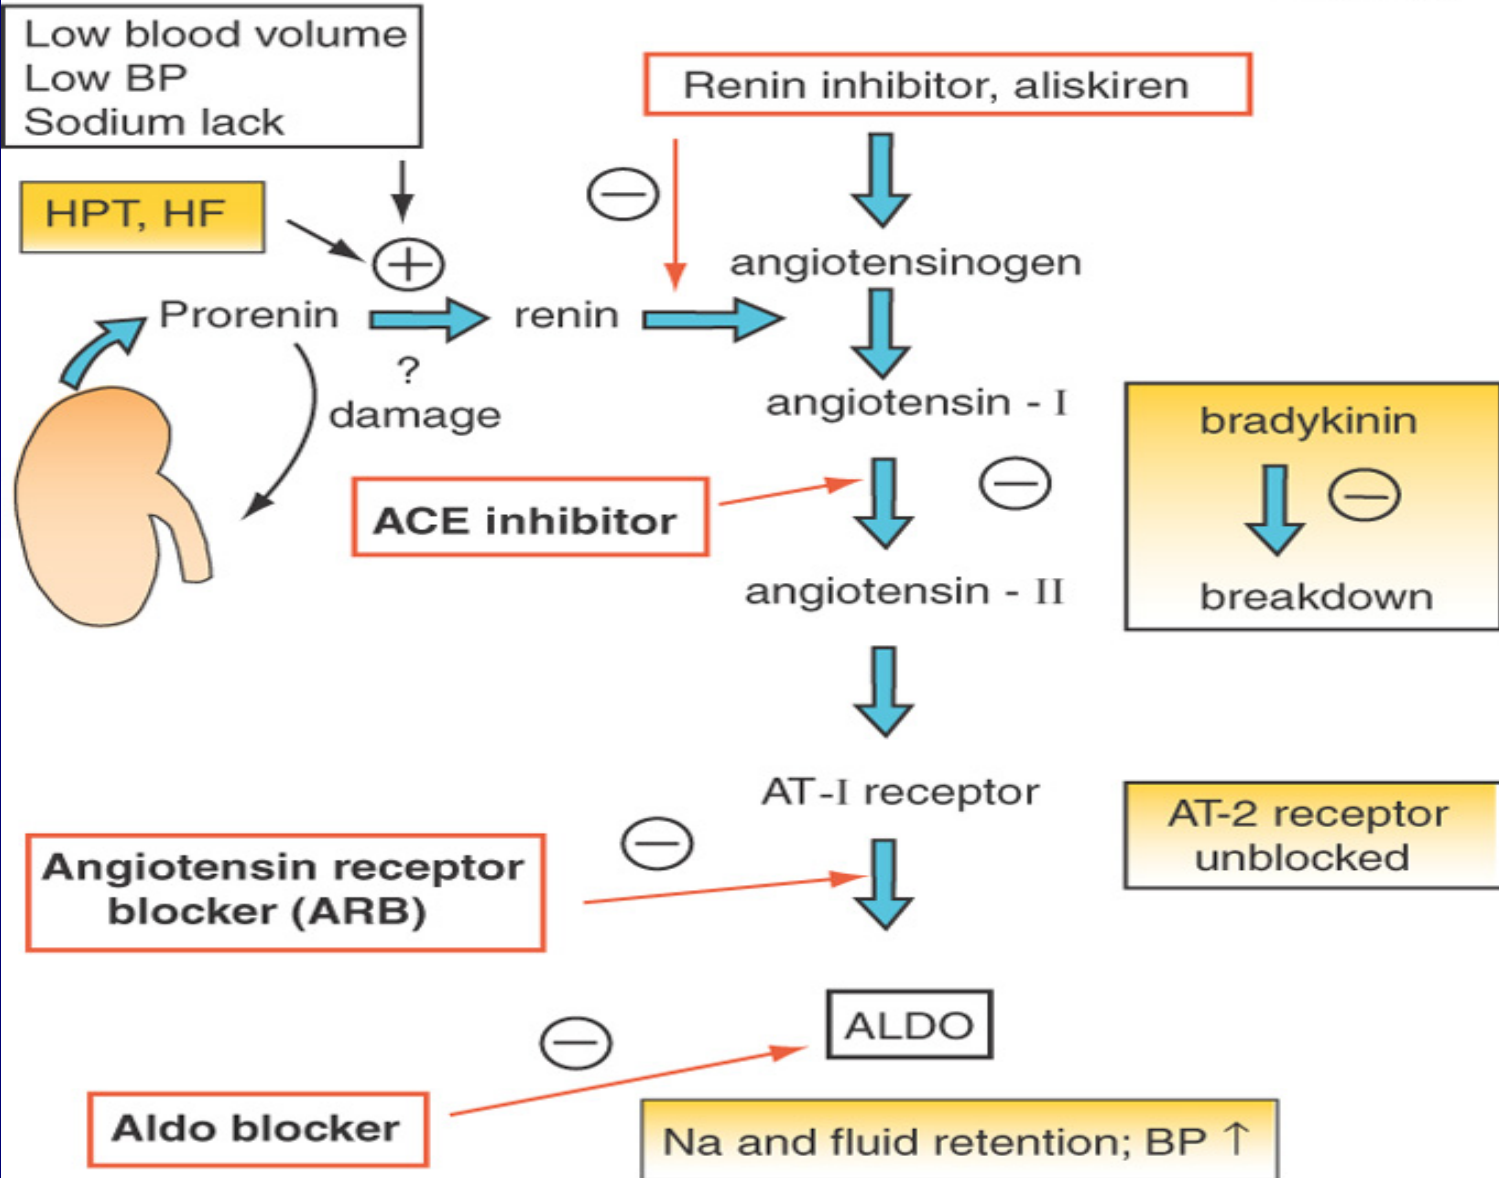 Low blood volume
Low BP
Sodium lack
Renin inhibitor, aliskiren
HPT, HF
angiotensinogen
Prorenin
renin
?
damage
angiotensin - I
bradykinin
ACE inhibitor
angiotensin - II
breakdown
AT-I receptor
AT-2 receptor
unblocked
Angiotensin receptor
blocker (ARB)
ALDO
Aldo blocker
Na and fluid retention; BP ↑